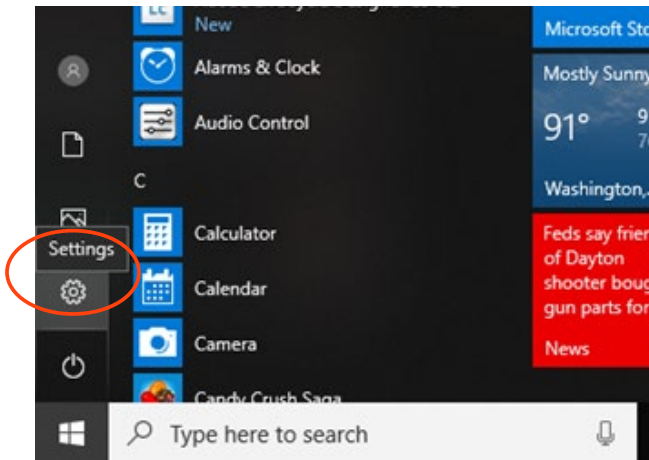 New
Alarms & Clock
Audio Control
C
Calculator
Calendar
Camera
Candy Crush Saga
Settings
Microsoft Sto
Mostly Sunny
91°
Washington,
Feds say frien
of Dayton
shooter boug
gun parts for
News
Type here to search